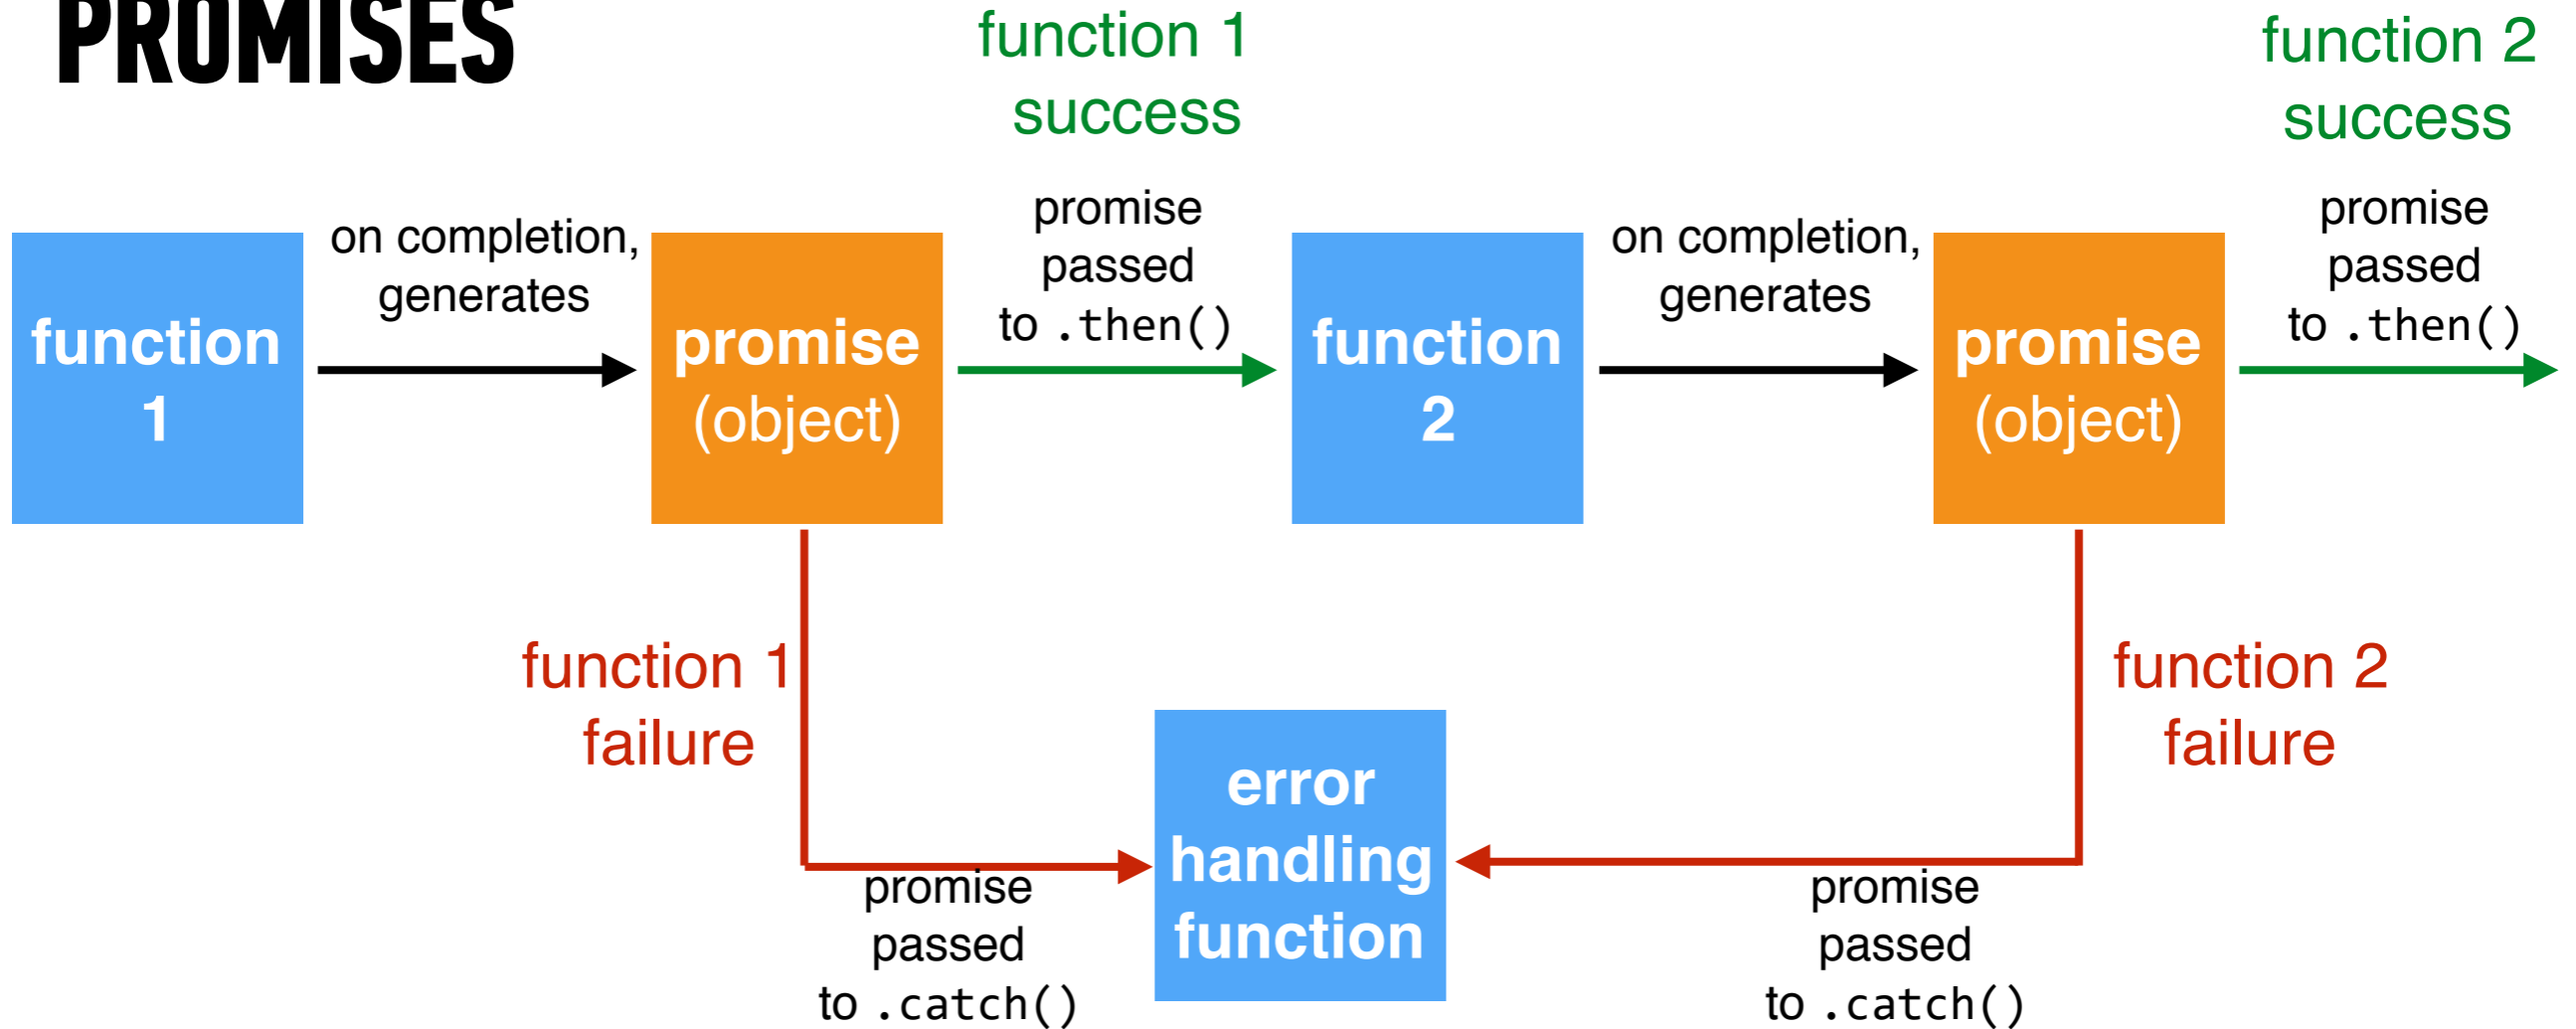 PROMISES
function 1
success
function 2
success
function
1
on completion,
generates
promise
(object)
promise
passed
to .then()
function
2
on completion,
generates
promise
(object)
promise
passed
to .then()
function 1
failure
promise
passed
to .catch()
error
handling
function
function 2
failure
promise
passed
to .catch()